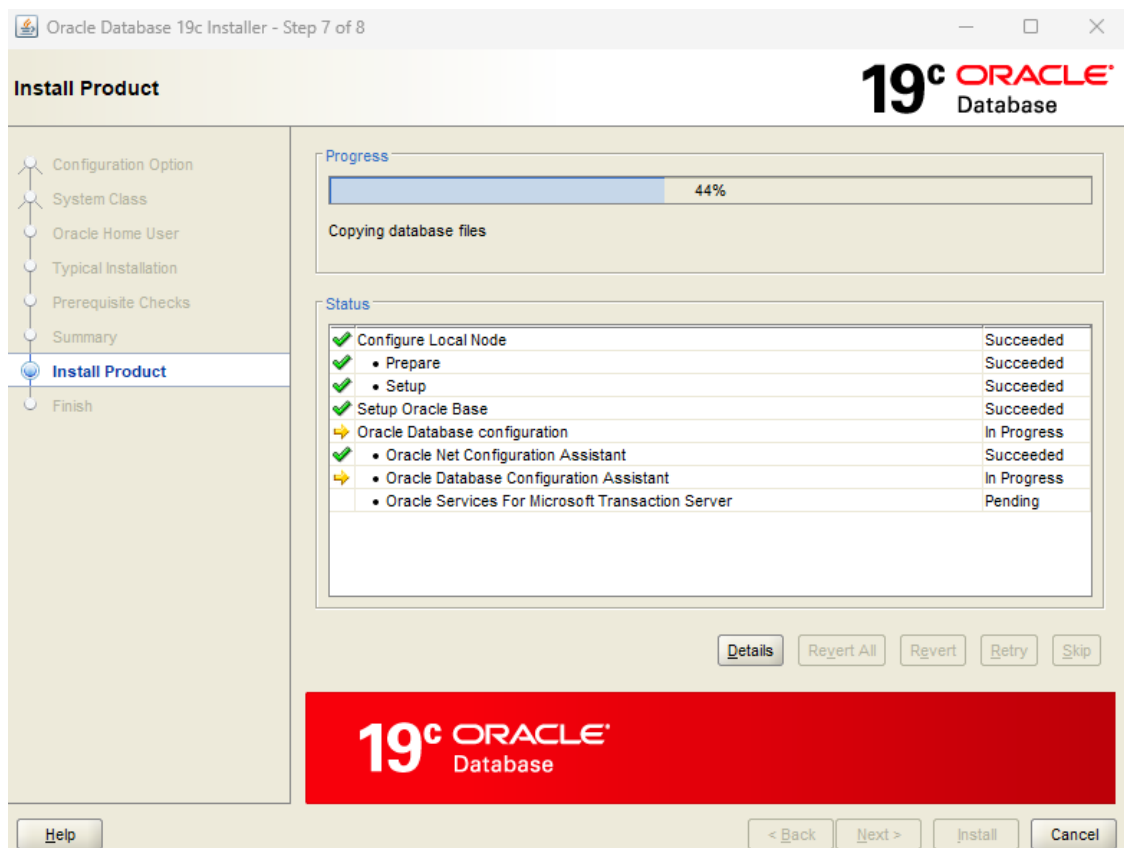 Oracle Database 19c Installer - Step 7 of 8
Install Product
19c ORACLE
Database
Configuration Option
System Class
Oracle Home User
Typical Installation
Prerequisite Checks
Summary
Install Product
Finish
Progress
44%
Copying database files
Status
Configure Local Node Succeeded
• Prepare Succeeded
• Setup Succeeded
Setup Oracle Base Succeeded
Oracle Database configuration In Progress
• Oracle Net Configuration Assistant Succeeded
• Oracle Database Configuration Assistant In Progress
• Oracle Services For Microsoft Transaction Server Pending
Details Revert All Revert Retry Skip
19c ORACLE
Database
Help < Back Next > Install Cancel